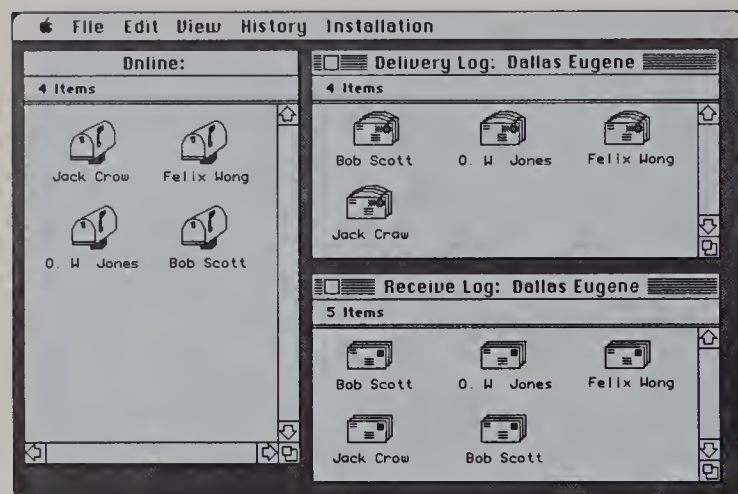 File Edit View History Installation
Online:
4 Items
Jack Crow Felix Wong
O. W Jones Bob Scott
Delivery Log: Dallas Eugene
4 Items
Bob Scott O. W Jones Felix Wong
Jack Craw
Receive Log: Dallas Eugene
5 Items
Bob Scott O. W Jones Felix Wong
Jack Crow Bob Scott